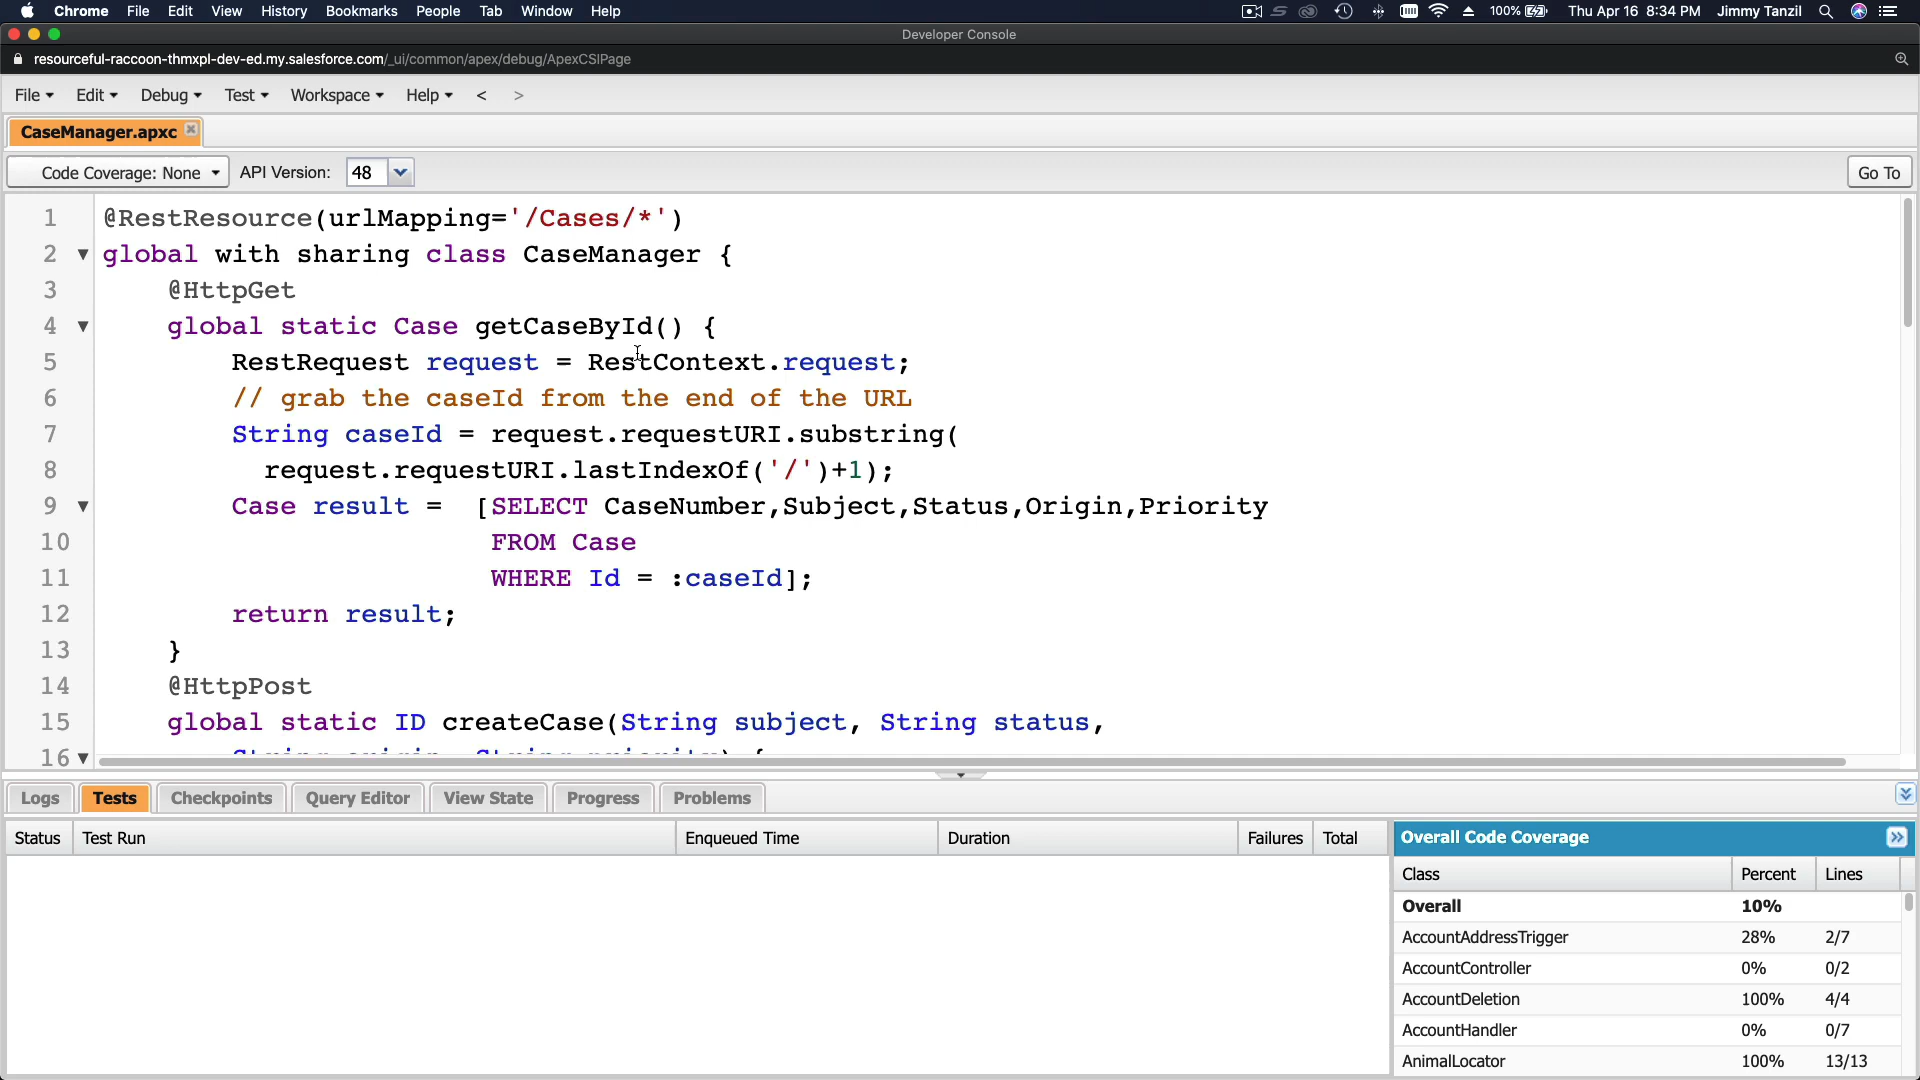 Chrome File Edit View History Bookmarks People Tab Window Help 100% Thu Apr 16 8:34 PM Jimmy Tanzil
Developer Console
resourceful-raccoon-thmxpl-dev-ed.my.salesforce.com/_ui/common/apex/debug/ApexCSIPage
File Edit Debug Test Workspace Help < >
CaseManager.apxc
Code Coverage: None API Version: 48 Go To
1 @RestResource(urlMapping='/Cases/*')
2 global with sharing class CaseManager {
3 @HttpGet
4 global static Case getCaseById() {
5 RestRequest request = RestContext.request;
6 // grab the caseId from the end of the URL
7 String caseId = request.requestURI.substring(
8 request.requestURI.lastIndexOf('/')+1);
9 Case result = [SELECT CaseNumber,Subject,Status,Origin,Priority
10 FROM Case
11 WHERE Id = :caseId];
12 return result;
13 }
14 @HttpPost
15 global static ID createCase(String subject, String status,
16 String origin, String priority) {
Logs Tests Checkpoints Query Editor View State Progress Problems
Status Test Run Enqueued Time Duration Failures Total
Overall Code Coverage
Class Percent Lines
Overall 10%
AccountAddressTrigger 28% 2/7
AccountController 0% 0/2
AccountDeletion 100% 4/4
AccountHandler 0% 0/7
AnimalLocator 100% 13/13